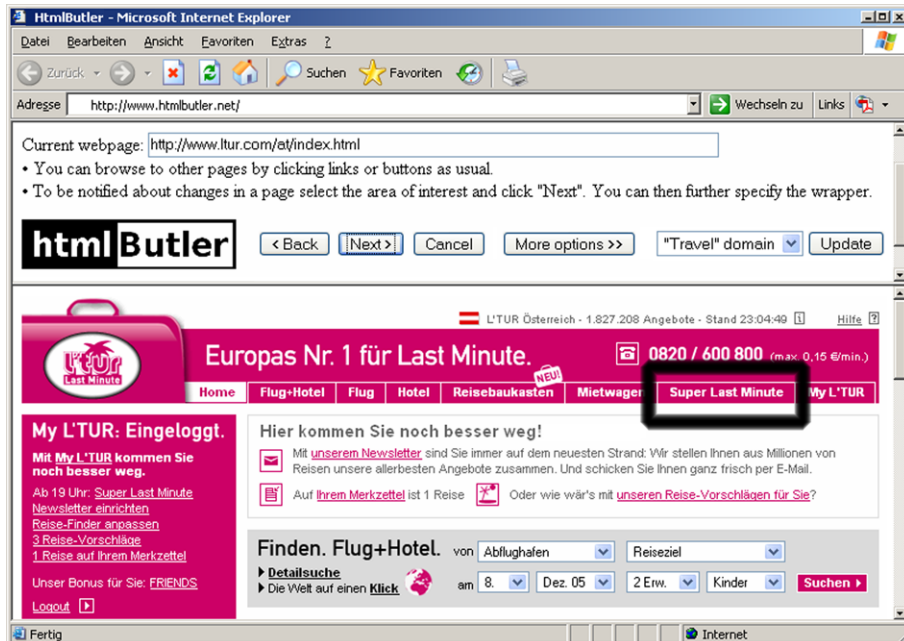 HtmlButler - Microsoft Internet Explorer
Datei Bearbeiten Ansicht Favoriten Extras ?
Zurück Suchen Favoriten
Adresse http://www.htmlbutler.net/ Wechseln zu Links
Current webpage: http://www.ltur.com/at/index.html
• You can browse to other pages by clicking links or buttons as usual.
• To be notified about changes in a page select the area of interest and click "Next". You can then further specify the wrapper.
html Butler < Back Next > Cancel More options >> "Travel" domain Update
L'TUR Österreich - 1.827.208 Angebote - Stand 23:04:49 i Hilfe ?
L'TUR
Last Minute
Europas Nr. 1 für Last Minute. 0820 / 600 800 (max. 0,15 €/min.)
NEU!
Home Flug+Hotel Flug Hotel Reisebaukasten Mietwagen Super Last Minute My L'TUR
My L'TUR: Eingeloggt.
Mit My L'TUR kommen Sie
noch besser weg.
Ab 19 Uhr: Super Last Minute
Newsletter einrichten
Reise-Finder anpassen
3 Reise-Vorschläge
1 Reise auf Ihrem Merkzettel
Unser Bonus für Sie: FRIENDS
Logout
Hier kommen Sie noch besser weg!
Mit unserem Newsletter sind Sie immer auf dem neuesten Strand: Wir stellen Ihnen aus Millionen von
Reisen unsere allerbesten Angebote zusammen. Und schicken Sie Ihnen ganz frisch per E-Mail.
Auf Ihrem Merkzettel ist 1 Reise Oder wie wär's mit unseren Reise-Vorschlägen für Sie?
Finden. Flug+Hotel. von Abflughafen Reiseziel
Detailsuche
Die Welt auf einen Klick am 8. Dez. 05 2 Erw. Kinder Suchen
Fertig Internet